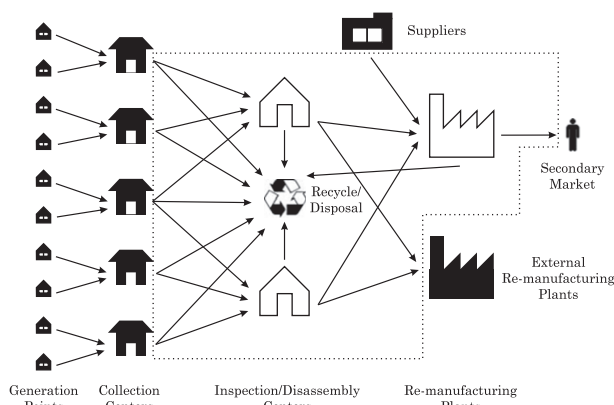 Suppliers
Secondary
Market
Recycle/
Disposal
External
Re-manufacturing
Plants
Generation
Collection
Inspection/Disassembly
Re-manufacturing